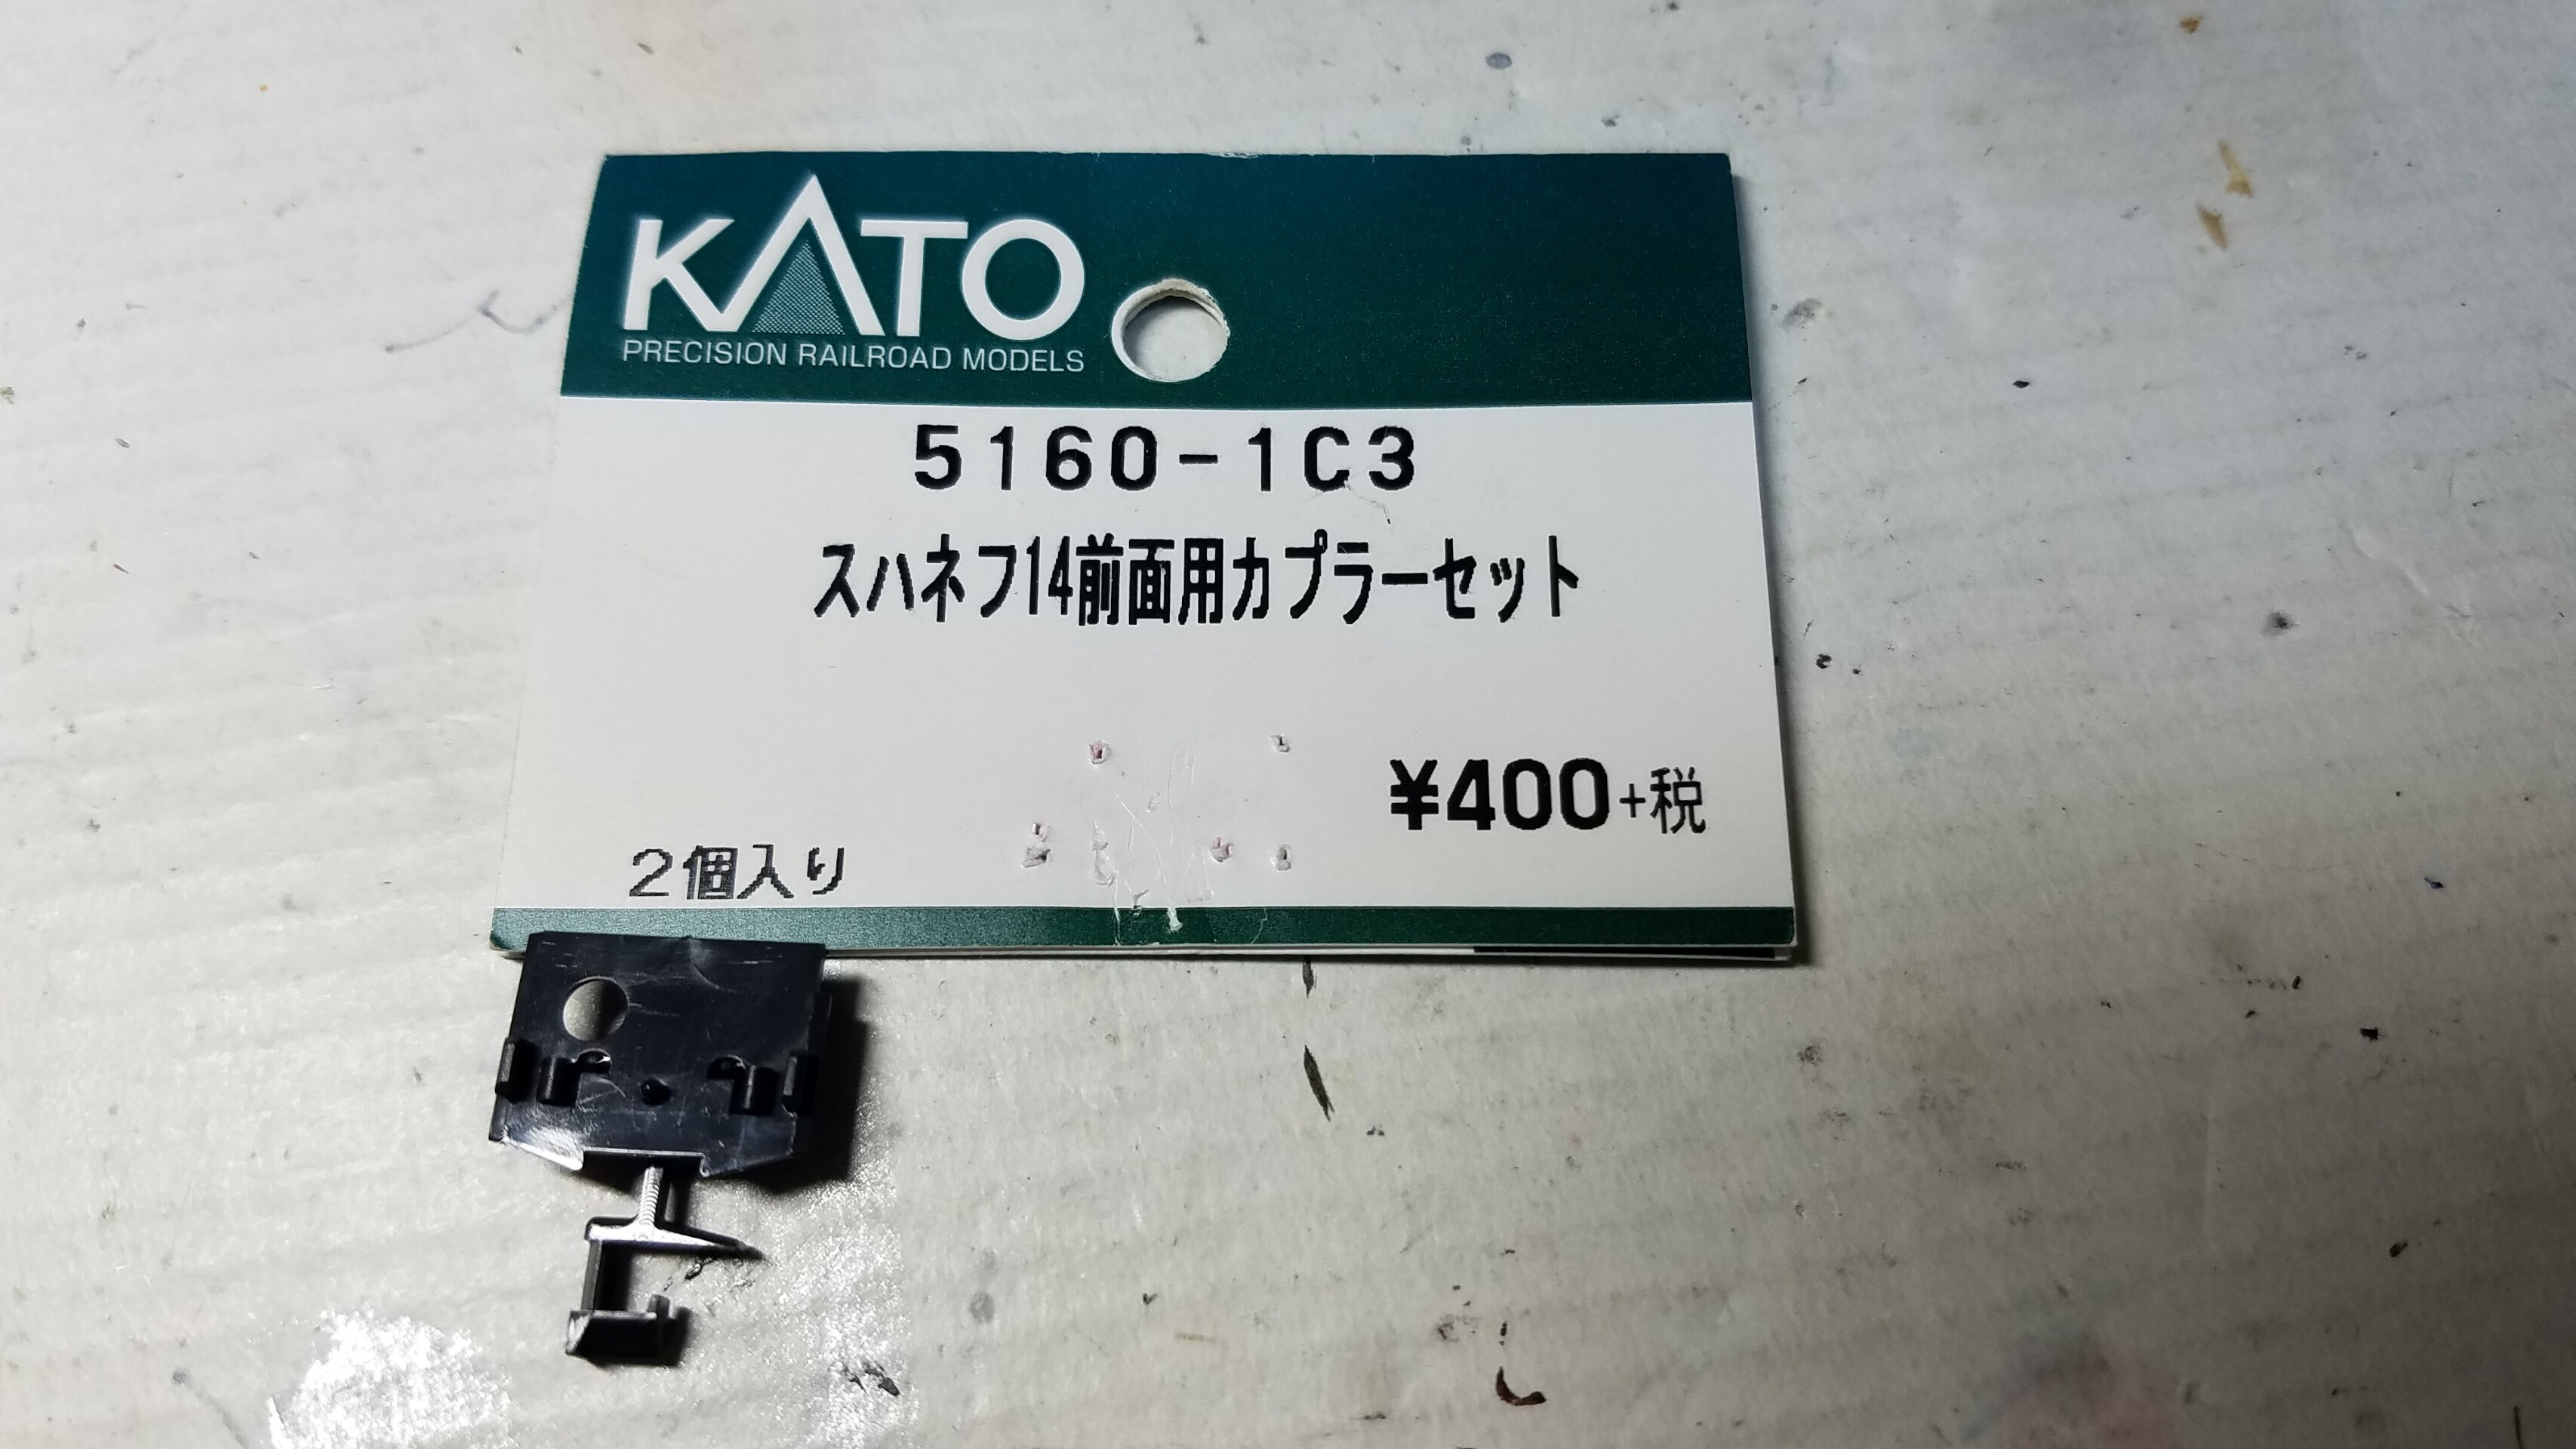 KATO
PRECISION RAILROAD MODELS
5160-1C3
スハネフ14前面用カプラーセット
¥400+税
2個入り